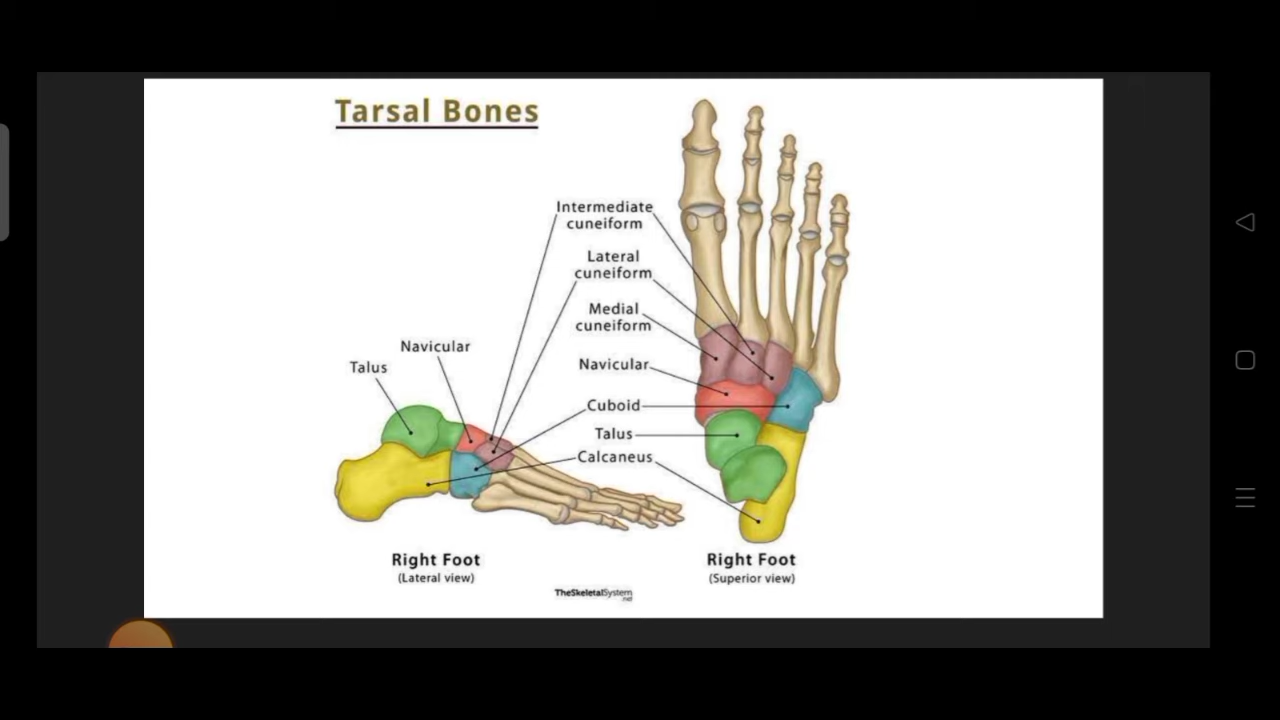 Tarsal Bones
Intermediate
cuneiform
Lateral
cuneiform
Medial
cuneiform
Navicular
Talus
Navicular
Cuboid
Talus
Calcaneus
Right Foot
(Lateral view)
Right Foot
(Superior view)
TheSkeletalSystem
.net